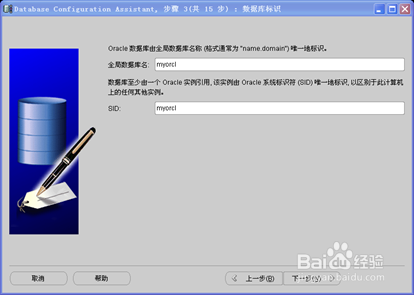 Database Configuration Assistant, 步骤 3(共 15 步) : 数据库标识
Oracle 数据库由全局数据库名称 (格式通常为 "name.domain") 唯一地标识。
全局数据库名: myorcl
数据库至少由一个 Oracle 实例引用, 该实例由 Oracle 系统标识符 (SID) 唯一地标识, 以区别于此计算机
上的任何其他实例。
SID: myorcl
取消 帮助 上一步(B) 下一步(N)
Baidu 经验
jingyan.baidu.com